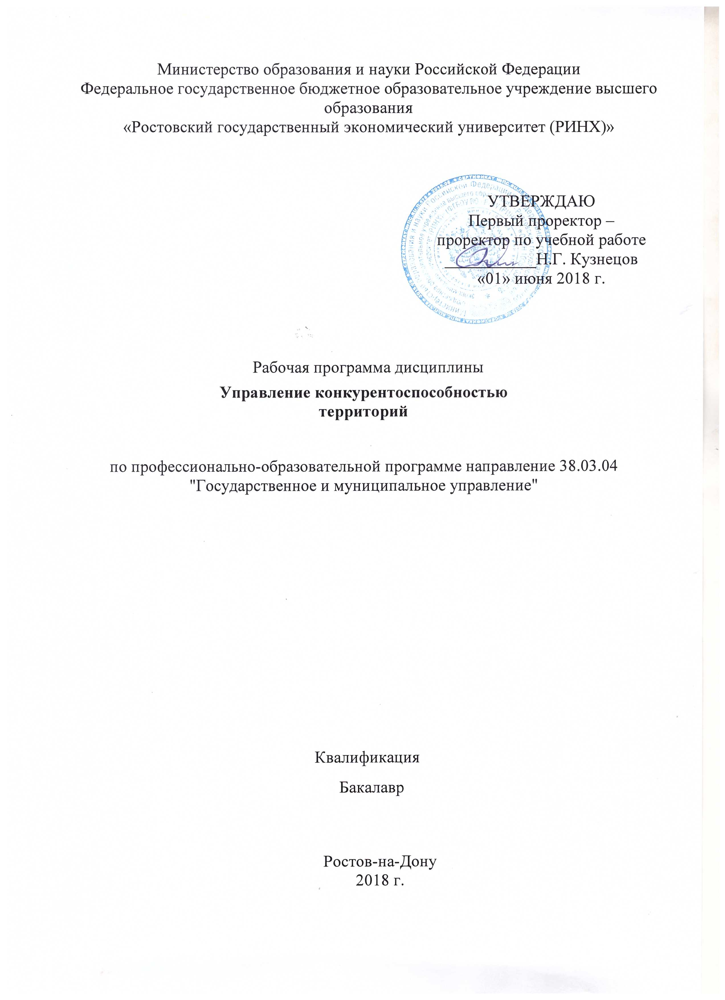 Министерство образования и науки Российской Федерации
Федеральное государственное бюджетное образовательное учреждение высшего
образования
«Ростовский государственный экономический университет (РИНХ)»
УТВЕРЖДАЮ
Первый проректор –
проректор по учебной работе
Н.Г. Кузнецов
«01» июня 2018 г.
Рабочая программа дисциплины
Управление конкурентоспособностью
территорий
по профессионально-образовательной программе направление 38.03.04
"Государственное и муниципальное управление"
Квалификация
Бакалавр
Ростов-на-Дону
2018 г.